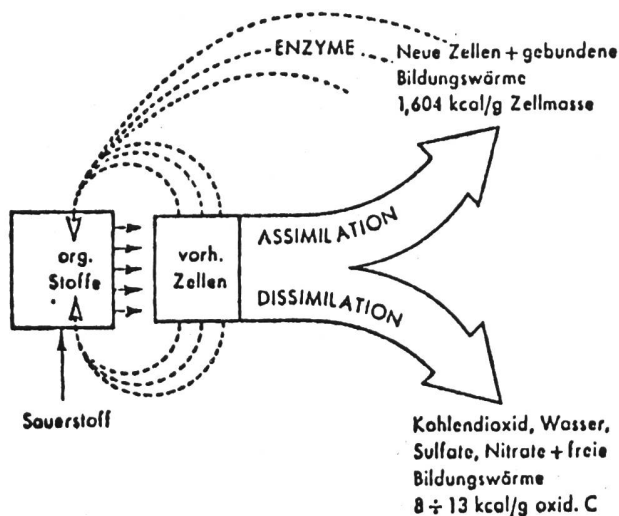 ENZYME
Neue Zellen + gebundene
Bildungswärme
1,604 kcal/g Zellmasse
org.
Stoffe
vorh.
Zellen
ASSIMILATION
DISSIMILATION
Sauerstoff
Kohlendioxid, Wasser,
Sulfate, Nitrate + freie
Bildungswärme
8 ÷ 13 kcal/g oxid. C